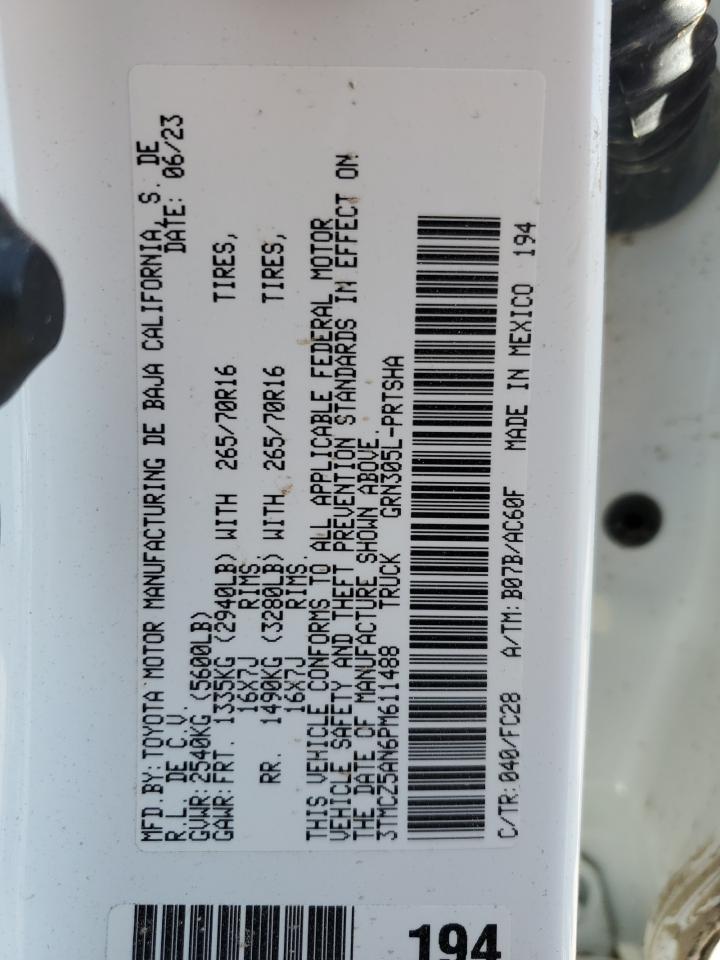 MFD.BY: TOYOTA MOTOR MANUFACTURING DE BAJA CALIFORNIA, S. DE
R.L. DE C.V. DATE: 06/23
GVWR: 2540KG (5600LB)
GAWR: FRT. 1335KG (2940LB) WITH 265/70R16 TIRES,
16X7J RIMS.
RR. 1490KG (3280LB) WITH 265/70R16 TIRES,
16X7J RIMS.
THIS VEHICLE CONFORMS TO ALL APPLICABLE FEDERAL MOTOR
VEHICLE SAFETY AND THEFT PREVENTION STANDARDS IN EFFECT ON
THE DATE OF MANUFACTURE SHOWN ABOVE.
3TMCZ5AN6PM611488 TRUCK GRN305L-PRTSHA
C/TR: 040/FC28 A/TM: B07B/AC60F MADE IN MEXICO 194
194